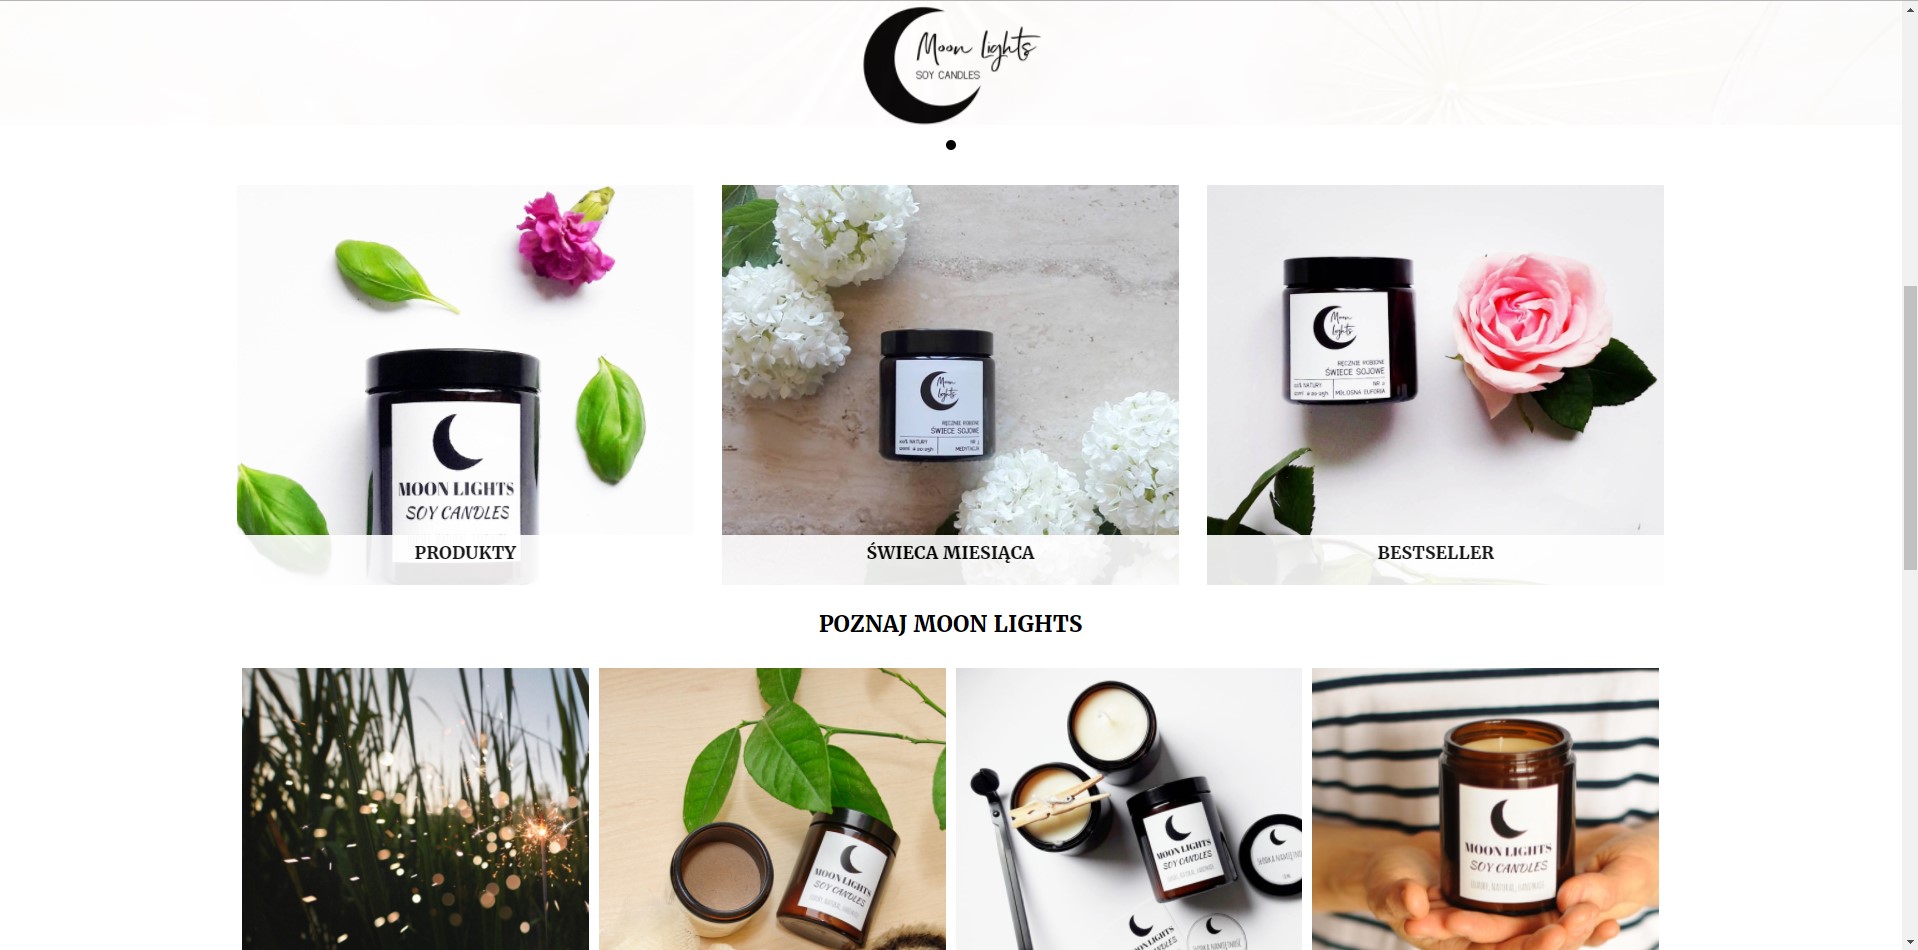 Moon Lights
SOY CANDLES
MOON LIGHTS
SOY CANDLES
PRODUKTY
Moon
Lights
RĘCZNIE ROBIONE
ŚWIECE SOJOWE
100% NATURY
NR 1
MEDYTACJA
ŚWIECA MIESIĄCA
Moon
Lights
RĘCZNIE ROBIONE
ŚWIECE SOJOWE
100% NATURY
NR 2
MIŁOSNA EUFORIA
BESTSELLER
POZNAJ MOON LIGHTS
MOON LIGHTS
SOY CANDLES
MOON LIGHTS
SOY CANDLES
MOON LIGHTS
MOON LIGHTS
SOY CANDLES